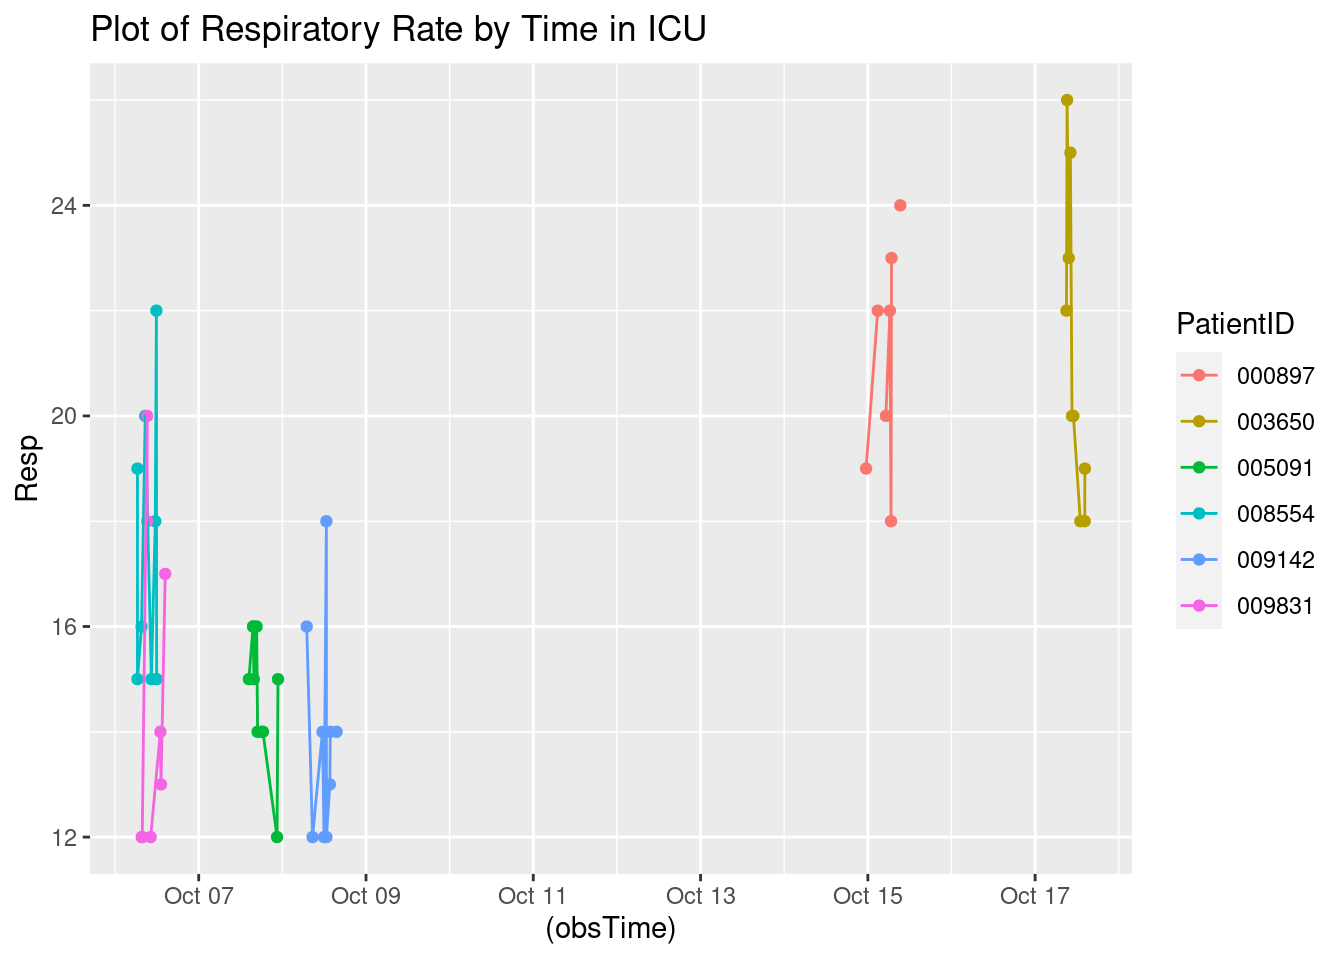 Plot of Respiratory Rate by Time in ICU
24
20
16
12
Resp
Oct 07
Oct 09
Oct 11
Oct 13
Oct 15
Oct 17
(obsTime)
PatientID
000897
003650
005091
008554
009142
009831